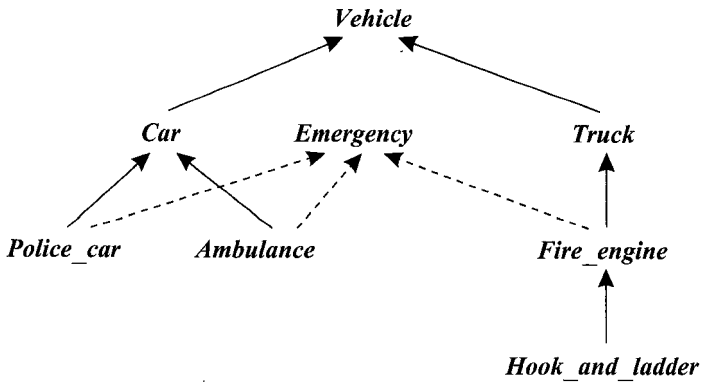 Vehicle
Car Emergency Truck
Police_car Ambulance Fire_engine
Hook_and_ladder